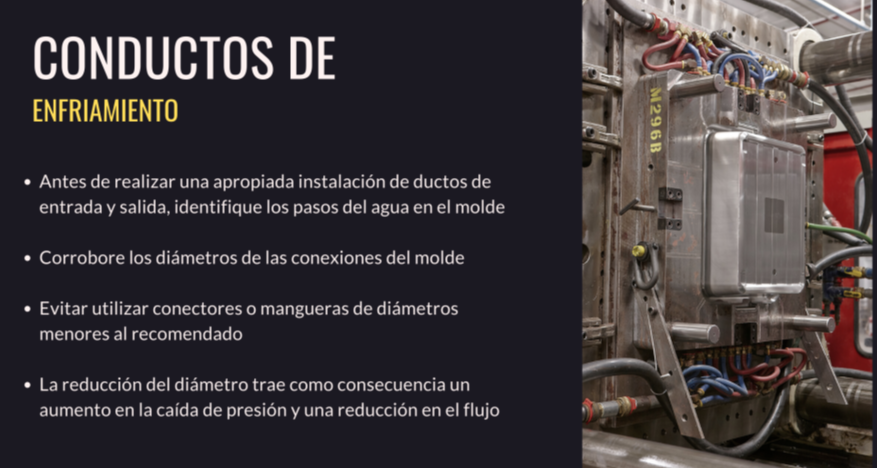 CONDUCTOS DE
ENFRIAMIENTO
• Antes de realizar una apropiada instalación de ductos de
entrada y salida, identifique los pasos del agua en el molde
• Corrobore los diámetros de las conexiones del molde
• Evitar utilizar conectores o mangueras de diámetros
menores al recomendado
• La reducción del diámetro trae como consecuencia un
aumento en la caída de presión y una reducción en el flujo
M296B